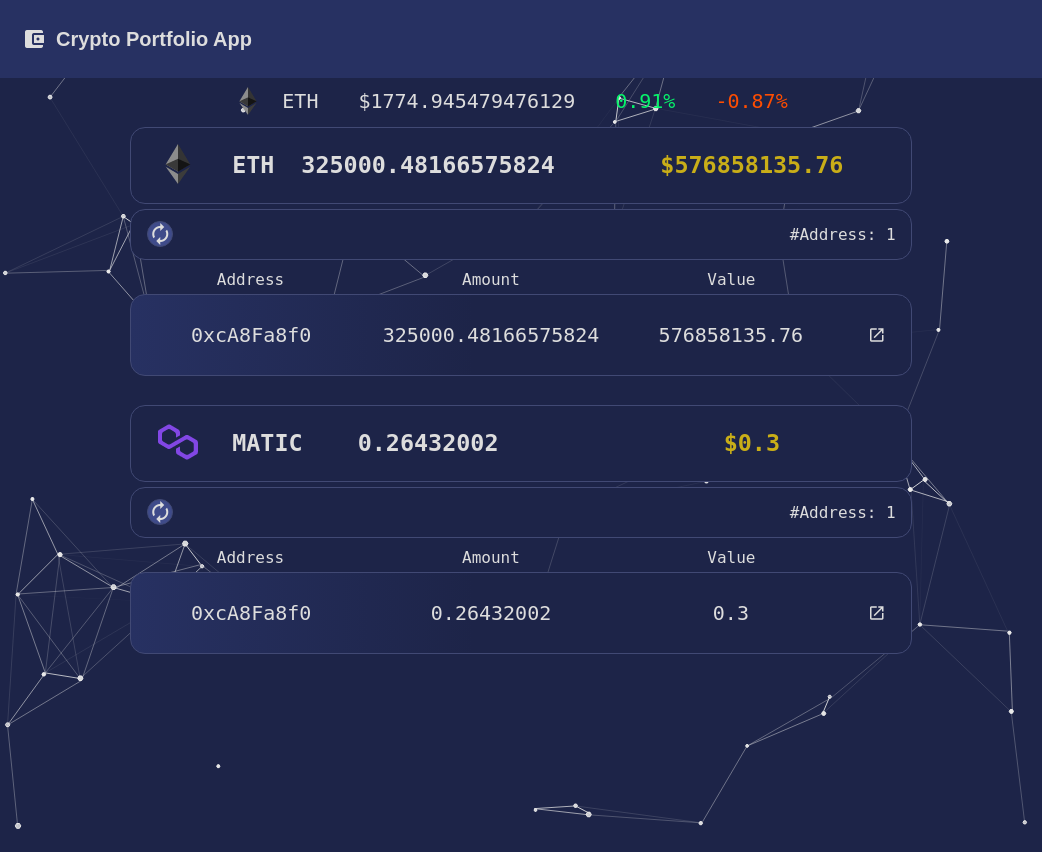 Crypto Portfolio App
ETH $1774.945479476129 0.91% -0.87%
ETH 325000.48166575824 $576858135.76
#Address: 1
Address Amount Value
0xcA8Fa8f0 325000.48166575824 576858135.76
MATIC 0.26432002 $0.3
#Address: 1
Address Amount Value
0xcA8Fa8f0 0.26432002 0.3